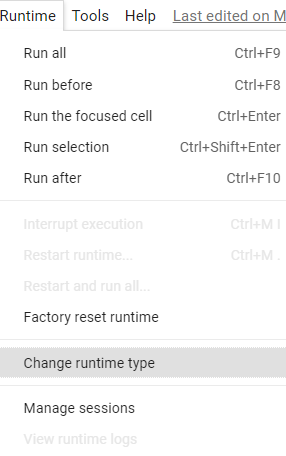 Runtime Tools Help Last edited on M
Run all Ctrl+F9
Run before Ctrl+F8
Run the focused cell Ctrl+Enter
Run selection Ctrl+Shift+Enter
Run after Ctrl+F10
Interrupt execution Ctrl+M I
Restart runtime... Ctrl+M .
Restart and run all...
Factory reset runtime
Change runtime type
Manage sessions
View runtime logs